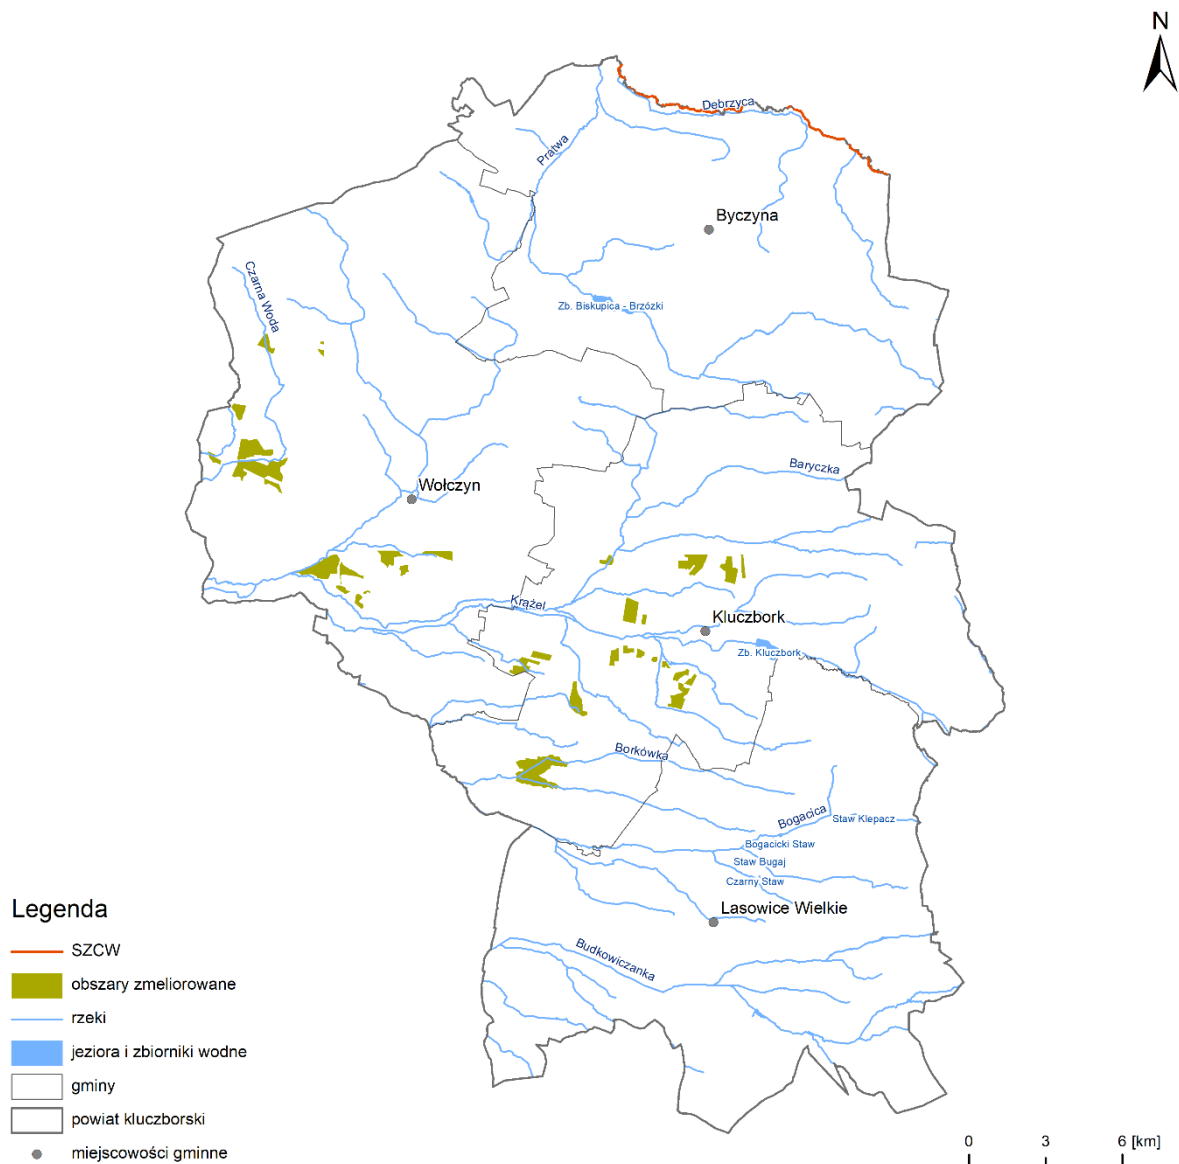 N
Dębrzyca
Pratwa
Byczyna
Czarna Woda
Zb. Biskupica - Brzózki
Baryczka
Wołczyn
Krążel
Kluczbork
Zb. Kluczbork
Borkówka
Bogacica
Staw Klepacz
Bogacicki Staw
Staw Bugaj
Czarny Staw
Lasowice Wielkie
Budkowiczanka
Legenda
SZCW
obszary zmeliorowane
rzeki
jeziora i zbiorniki wodne
gminy
powiat kluczborski
miejscowości gminne
0 3 6 [km]